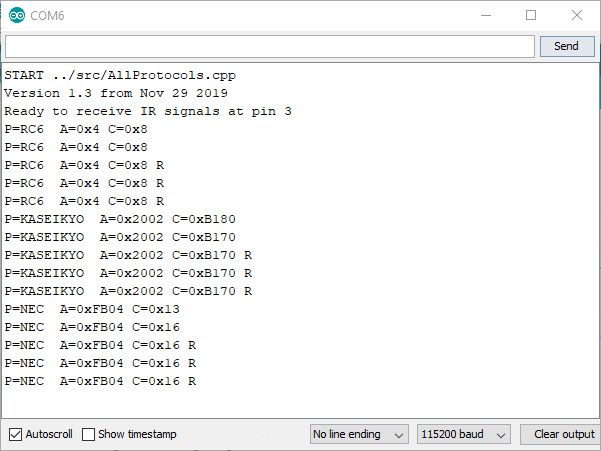 COM6
Send
START ../src/AllProtocols.cpp
Version 1.3 from Nov 29 2019
Ready to receive IR signals at pin 3
P=RC6  A=0x4 C=0x8
P=RC6  A=0x4 C=0x8
P=RC6  A=0x4 C=0x8 R
P=RC6  A=0x4 C=0x8 R
P=RC6  A=0x4 C=0x8 R
P=KASEIKYO  A=0x2002 C=0xB180
P=KASEIKYO  A=0x2002 C=0xB170
P=KASEIKYO  A=0x2002 C=0xB170 R
P=KASEIKYO  A=0x2002 C=0xB170 R
P=KASEIKYO  A=0x2002 C=0xB170 R
P=NEC  A=0xFB04 C=0x13
P=NEC  A=0xFB04 C=0x16
P=NEC  A=0xFB04 C=0x16 R
P=NEC  A=0xFB04 C=0x16 R
P=NEC  A=0xFB04 C=0x16 R
Autoscroll Show timestamp No line ending 115200 baud Clear output